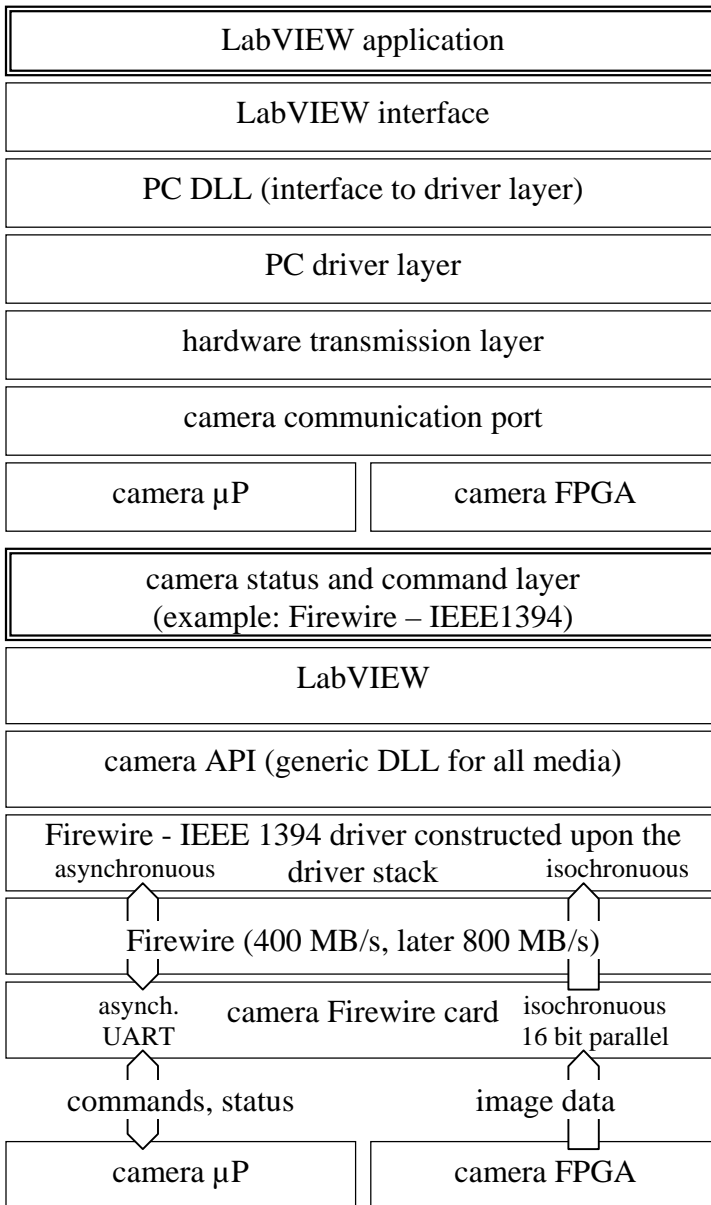 LabVIEW application
LabVIEW interface
PC DLL (interface to driver layer)
PC driver layer
hardware transmission layer
camera communication port
camera µP
camera FPGA
camera status and command layer
(example: Firewire – IEEE1394)
LabVIEW
camera API (generic DLL for all media)
Firewire - IEEE 1394 driver constructed upon the
asynchronuous
driver stack
isochronuous
Firewire (400 MB/s, later 800 MB/s)
asynch.
UART
camera Firewire card
isochronuous
16 bit parallel
commands, status
image data
camera µP
camera FPGA